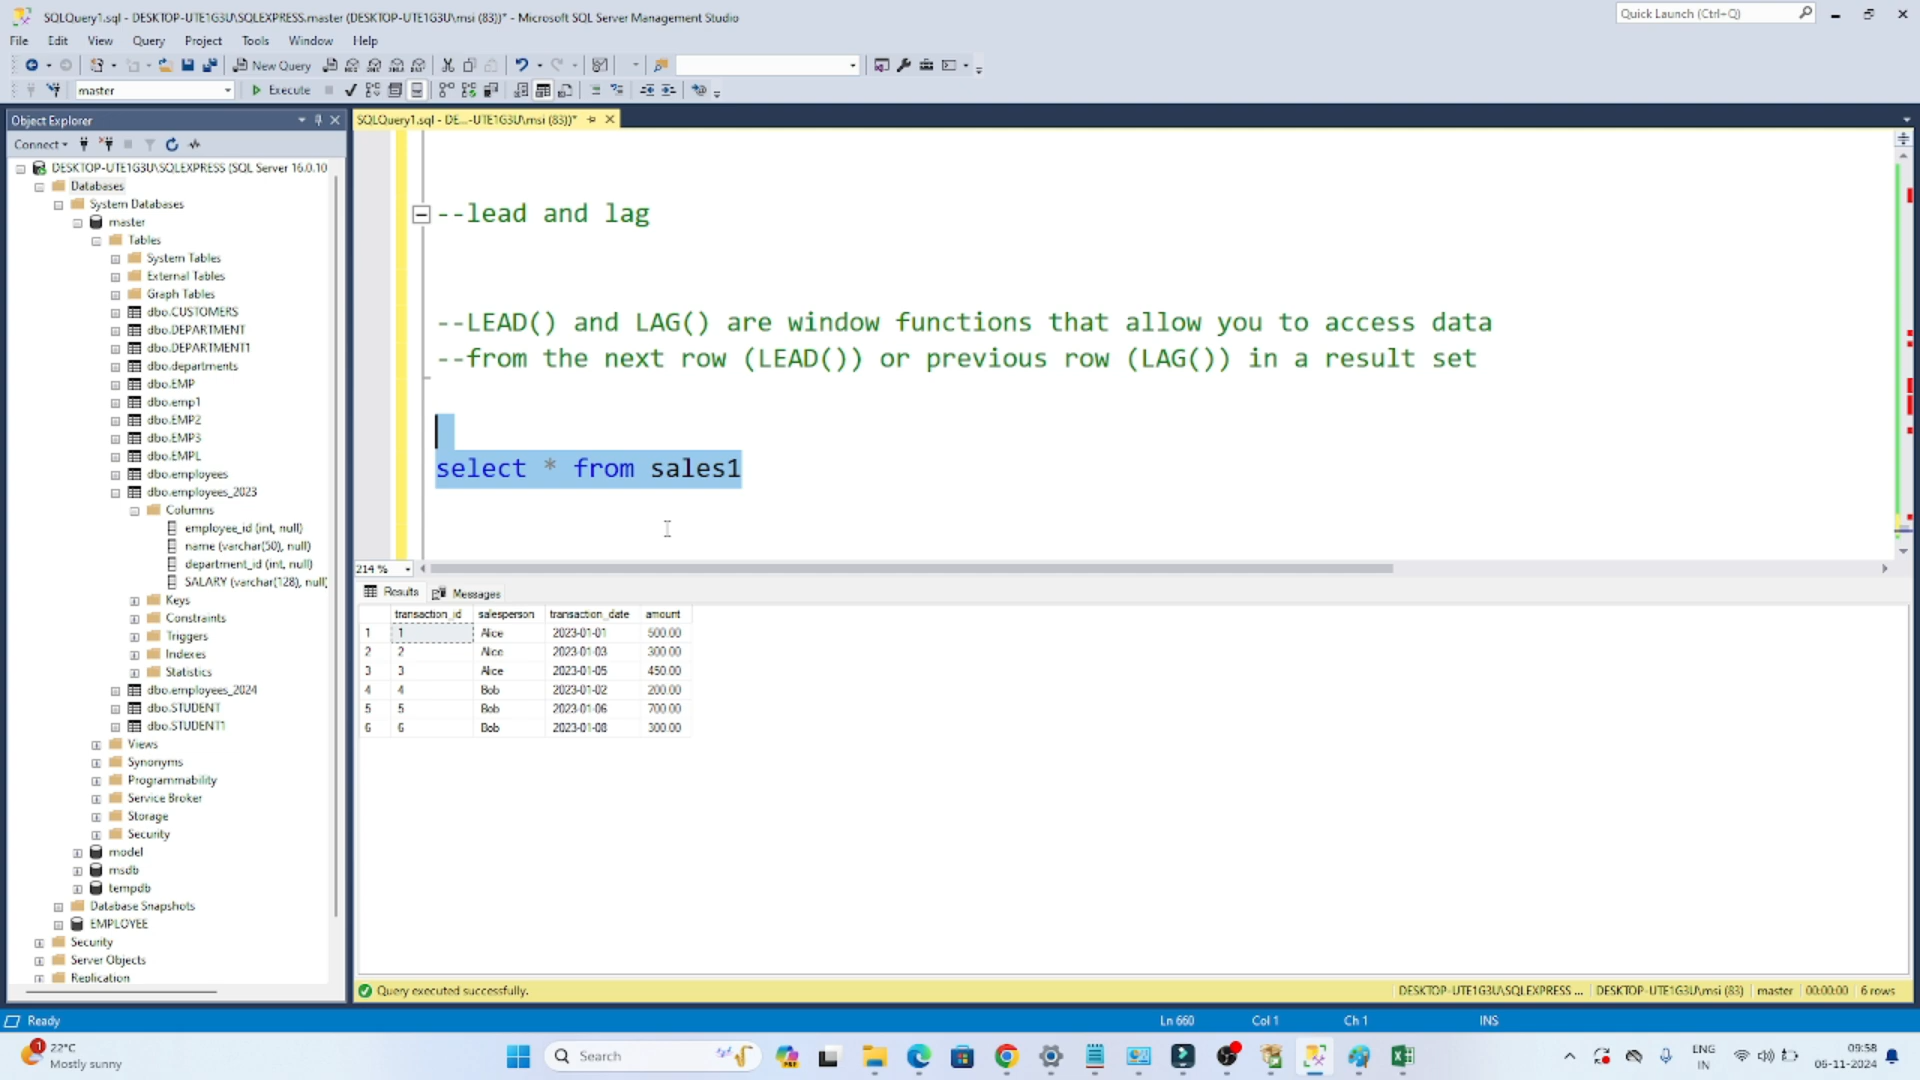 SQLQuery1.sql - DESKTOP-UTE1G3U\SQLEXPRESS.master (DESKTOP-UTE1G3U\msi (83))* - Microsoft SQL Server Management Studio
Quick Launch (Ctrl+Q)
File Edit View Query Project Tools Window Help
New Query
master
Execute
Object Explorer
SQLQuery1.sql - DE...-UTE1G3U\msi (83))*
Connect
DESKTOP-UTE1G3U\SQLEXPRESS (SQL Server 16.0.10
Databases
System Databases
master
Tables
System Tables
External Tables
Graph Tables
dbo.CUSTOMERS
dbo.DEPARTMENT
dbo.DEPARTMENT1
dbo.departments
dbo.EMP
dbo.emp1
dbo.EMP2
dbo.EMP3
dbo.EMPL
dbo.employees
dbo.employees_2023
Columns
employee_id (int, null)
name (varchar(50), null)
department_id (int, null)
SALARY (varchar(128), null)
Keys
Constraints
Triggers
Indexes
Statistics
dbo.employees_2024
dbo.STUDENT
dbo.STUDENT1
Views
Synonyms
Programmability
Service Broker
Storage
Security
model
msdb
tempdb
Database Snapshots
EMPLOYEE
Security
Server Objects
Replication
--lead and lag
--LEAD() and LAG() are window functions that allow you to access data
--from the next row (LEAD()) or previous row (LAG()) in a result set
select * from sales1
214 %
Results Messages
transaction_id salesperson transaction_date amount
1 1 Alice 2023-01-01 500.00
2 2 Alice 2023-01-03 300.00
3 3 Alice 2023-01-05 450.00
4 4 Bob 2023-01-02 200.00
5 5 Bob 2023-01-06 700.00
6 6 Bob 2023-01-08 300.00
Query executed successfully.
DESKTOP-UTE1G3U\SQLEXPRESS ... DESKTOP-UTE1G3U\msi (83) master 00:00:00 6 rows
Ready
Ln 660 Col 1 Ch 1 INS
1
22°C
Mostly sunny
Search
ENG
IN
09:58
06-11-2024